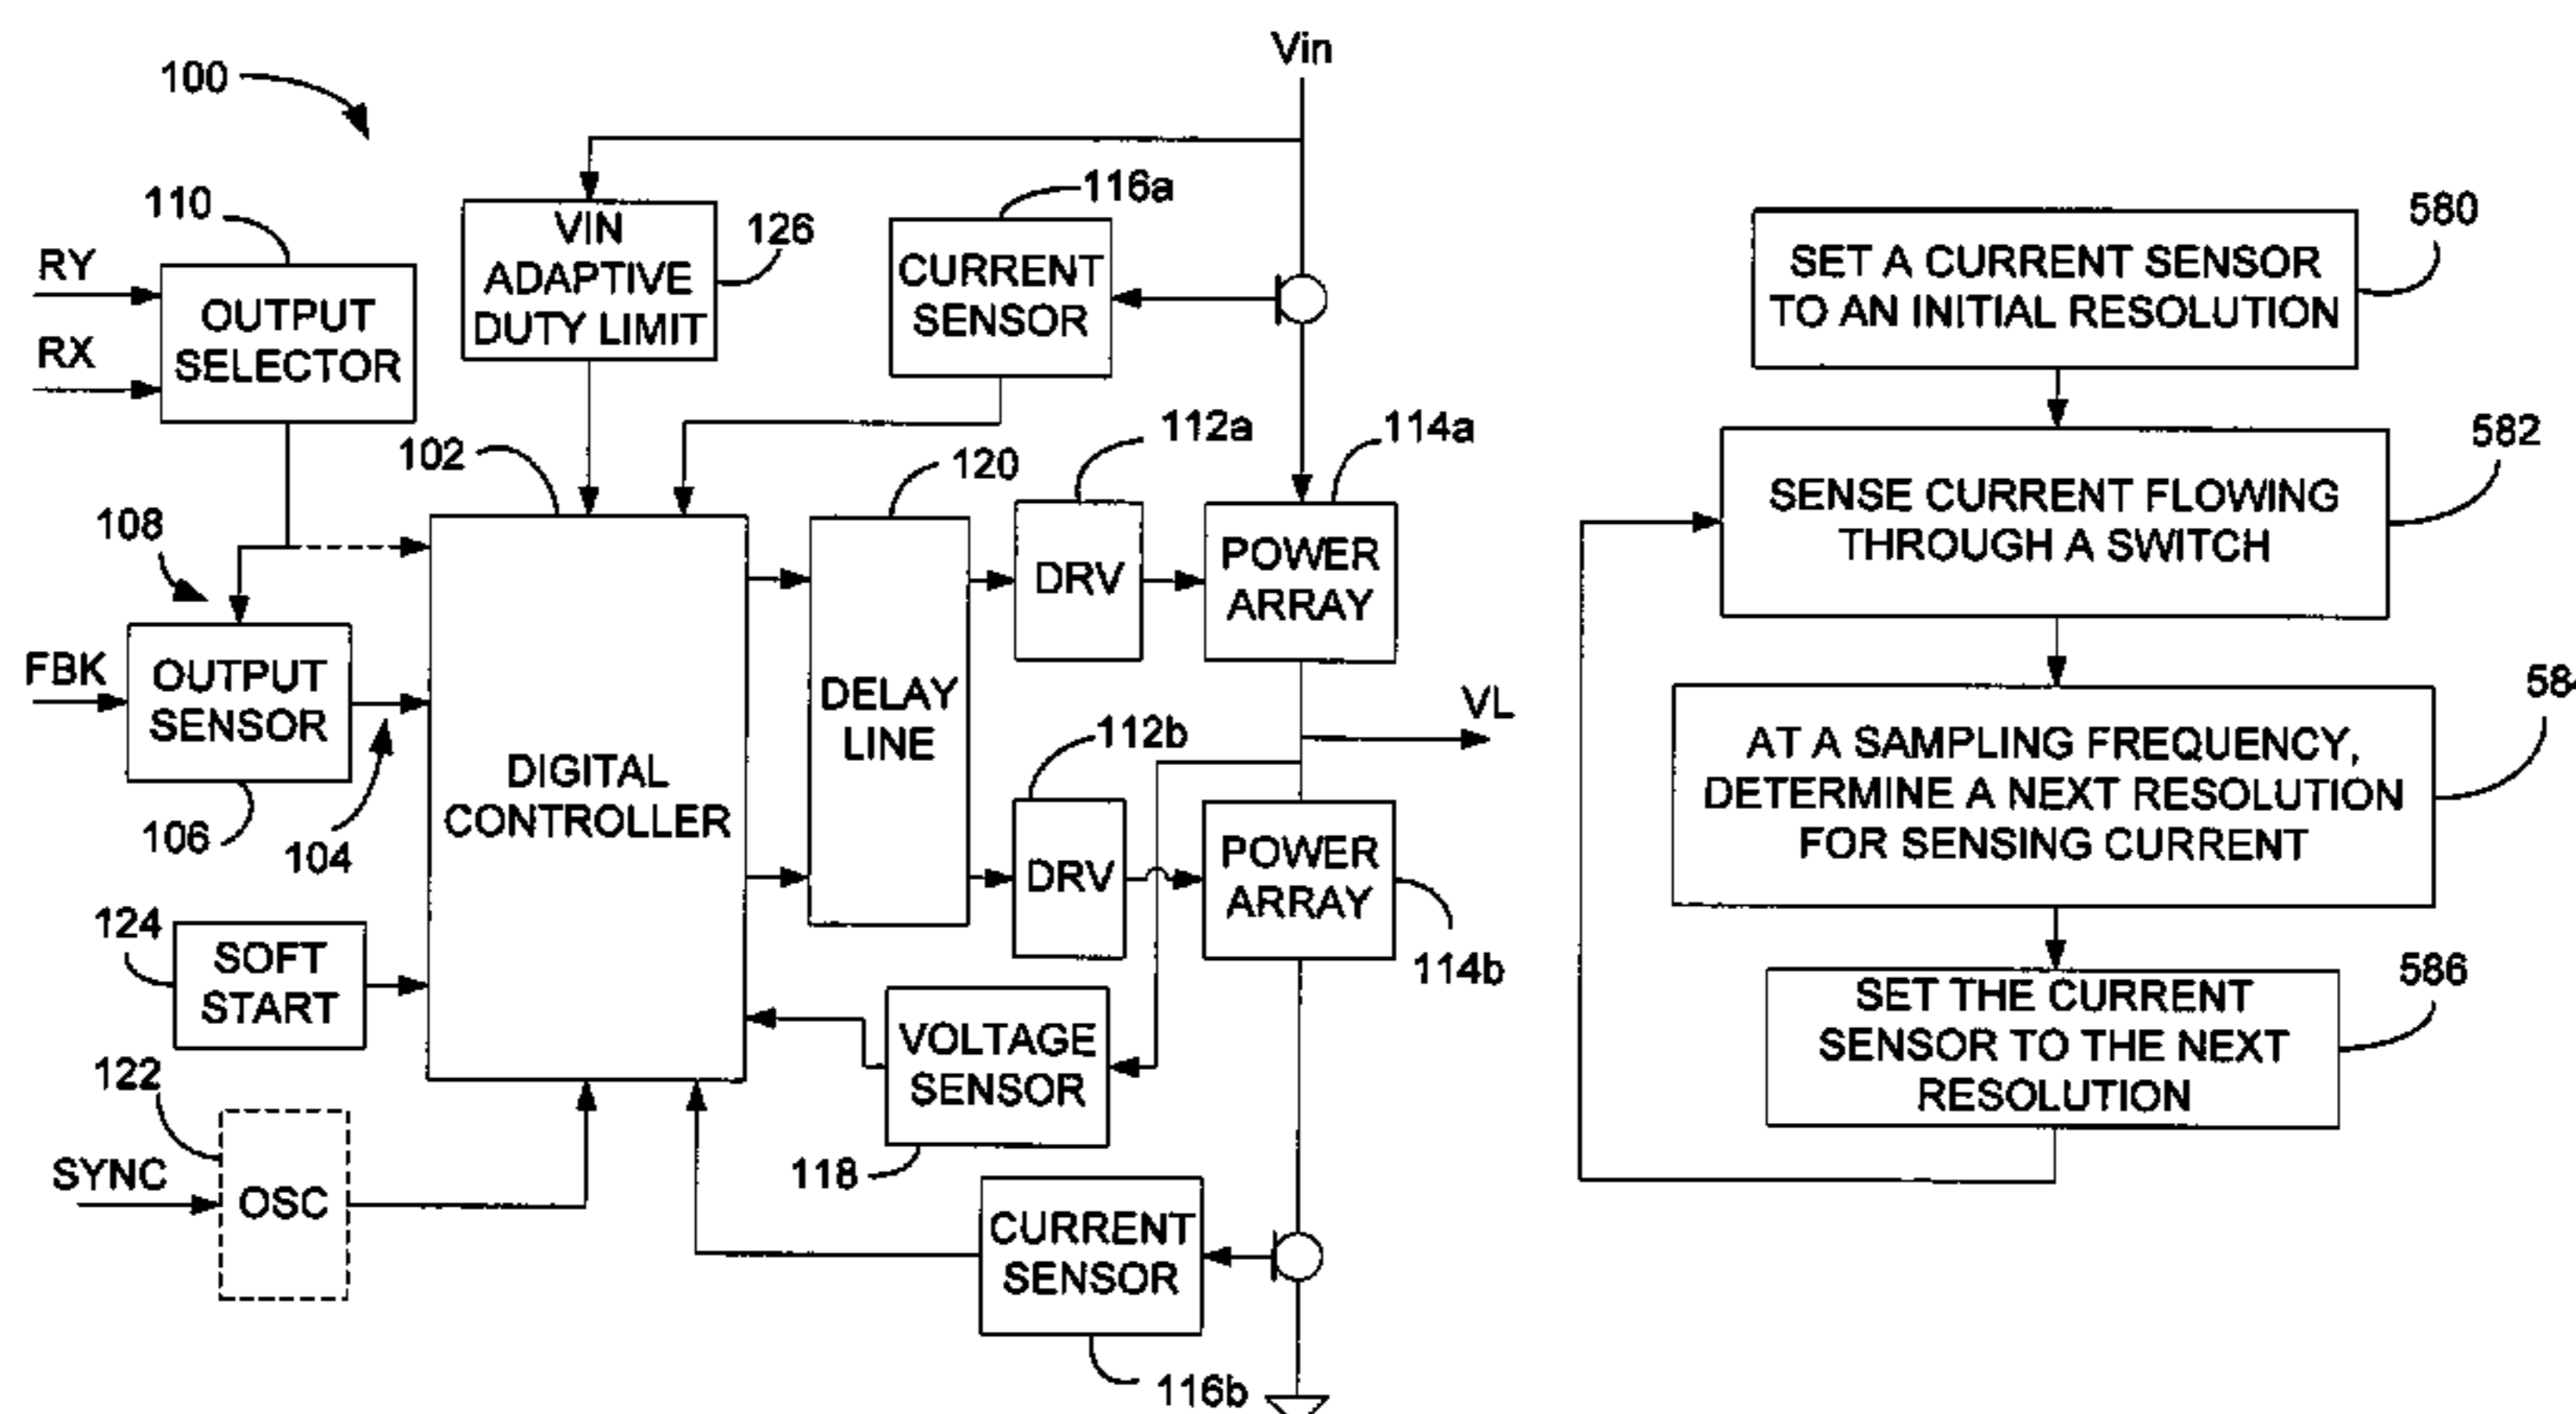 Vin
100
116a
110
126
RY
VIN
ADAPTIVE
DUTY LIMIT
CURRENT
SENSOR
OUTPUT
SELECTOR
RX
112a
114a
102
120
108
DRV
POWER
ARRAY
FBK
OUTPUT
SENSOR
DELAY
LINE
VL
112b
DIGITAL
CONTROLLER
106
104
DRV
POWER
ARRAY
124
SOFT
START
114b
VOLTAGE
SENSOR
122
118
SYNC
OSC
CURRENT
SENSOR
116b
580
SET A CURRENT SENSOR
TO AN INITIAL RESOLUTION
582
SENSE CURRENT FLOWING
THROUGH A SWITCH
584
AT A SAMPLING FREQUENCY,
DETERMINE A NEXT RESOLUTION
FOR SENSING CURRENT
586
SET THE CURRENT
SENSOR TO THE NEXT
RESOLUTION